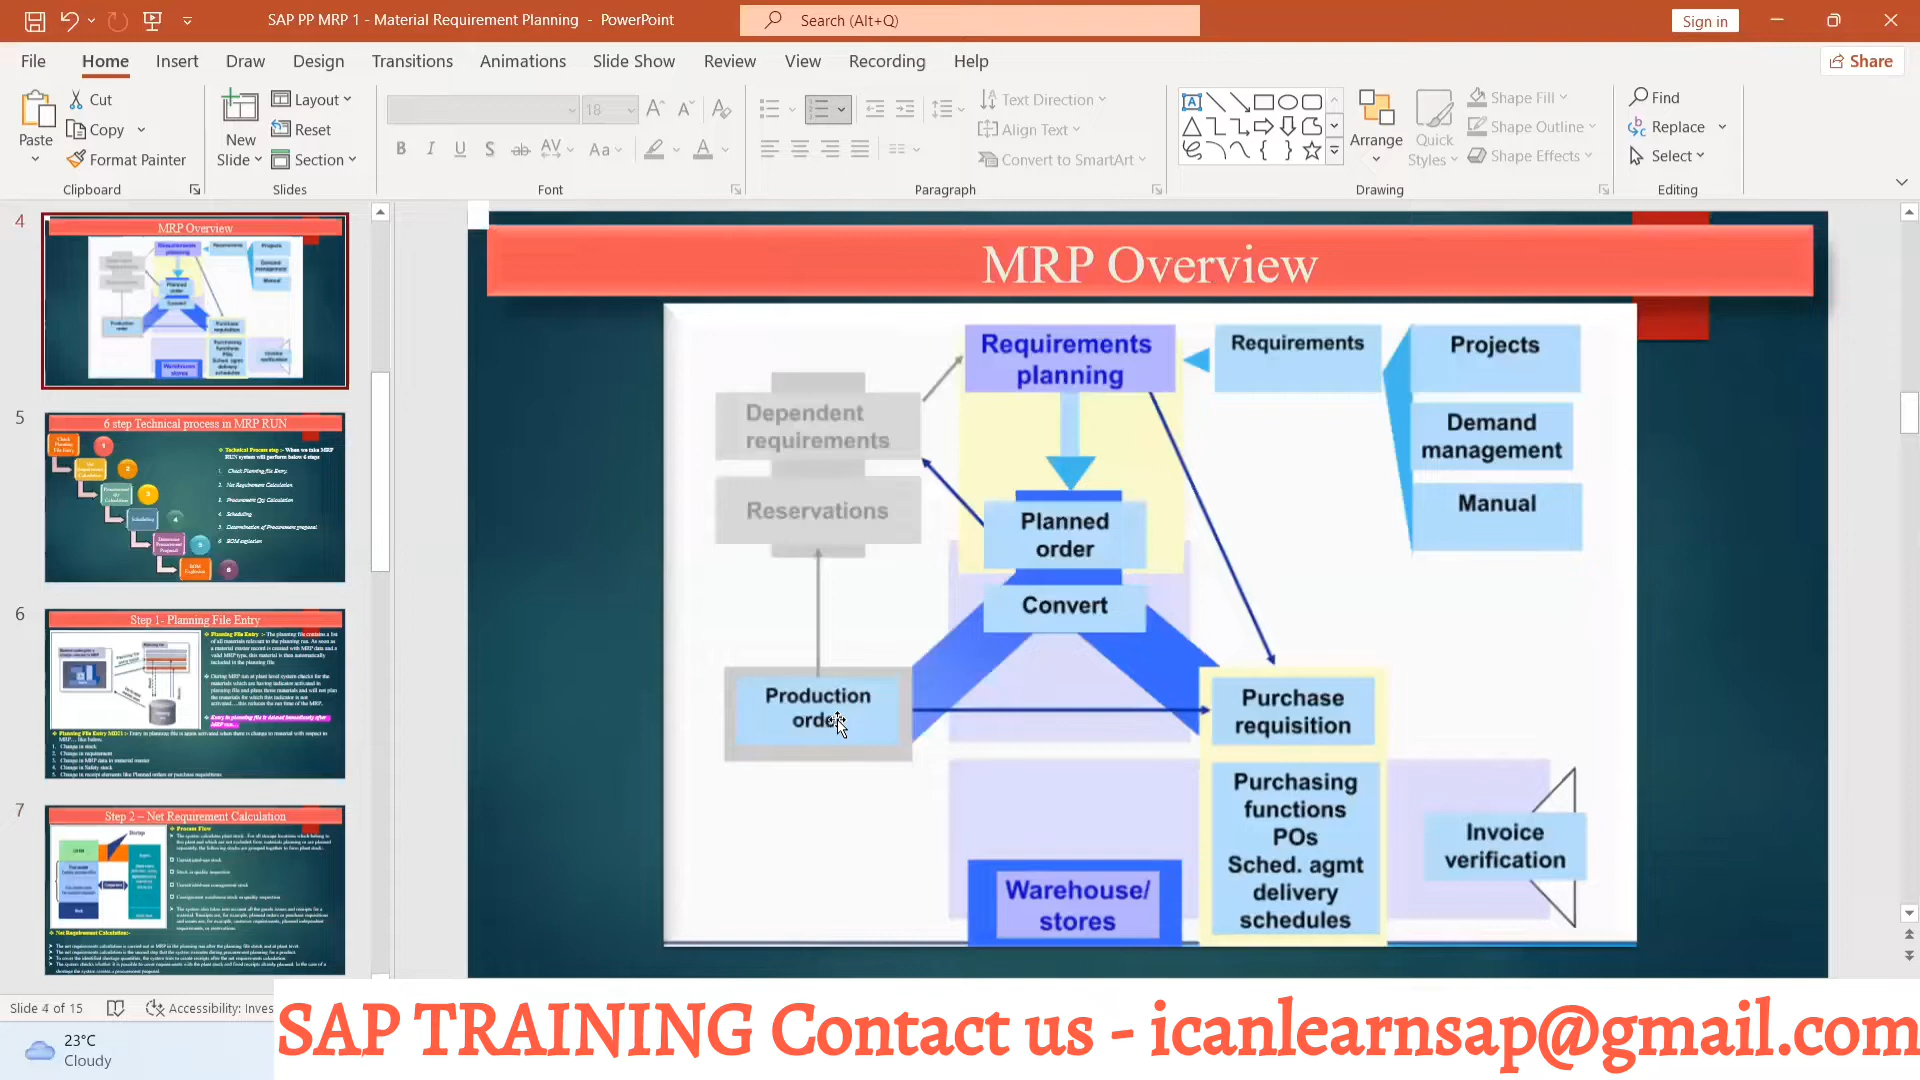 SAP PP MRP 1 - Material Requirement Planning - PowerPoint
Search (Alt+Q)
Sign in
File
Home
Insert
Draw
Design
Transitions
Animations
Slide Show
Review
View
Recording
Help
Share
Paste
Cut
Copy
Format Painter
Clipboard
New
Slide
Layout
Reset
Section
Slides
18
Font
Text Direction
Align Text
Convert to SmartArt
Paragraph
Arrange
Quick
Styles
Shape Fill
Shape Outline
Shape Effects
Drawing
Find
Replace
Select
Editing
4
MRP Overview
5
6 step Technical process in MRP RUN
6
Step 1- Planning File Entry
7
Step 2 – Net Requirement Calculation
MRP Overview
Requirements
planning
Requirements
Projects
Dependent
requirements
Demand
management
Reservations
Manual
Planned
order
Convert
Production
order
Purchase
requisition
Purchasing
functions
POs
Sched. agmt
delivery
schedules
Invoice
verification
Warehouse/
stores
Slide 4 of 15
Accessibility: Inves
23°C
Cloudy
SAP TRAINING Contact us - icanlearnsap@gmail.com